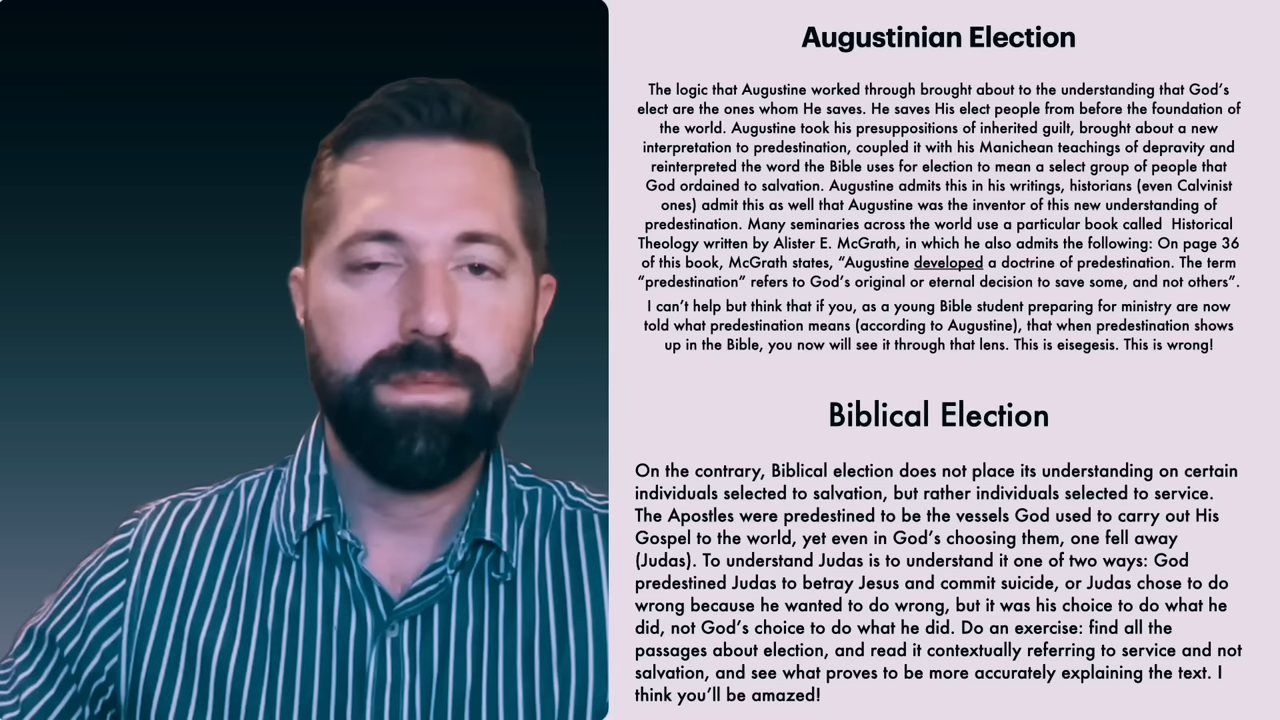 Augustinian Election
The logic that Augustine worked through brought about to the understanding that God's
elect are the ones whom He saves. He saves His elect people from before the foundation of
the world. Augustine took his presuppositions of inherited guilt, brought about a new
interpretation to predestination, coupled it with his Manichean teachings of depravity and
reinterpreted the word the Bible uses for election to mean a select group of people that
God ordained to salvation. Augustine admits this in his writings, historians (even Calvinist
ones) admit this as well that Augustine was the inventor of this new understanding of
predestination. Many seminaries across the world use a particular book called Historical
Theology written by Alister E. McGrath, in which he also admits the following: On page 36
of this book, McGrath states, “Augustine developed a doctrine of predestination. The term
“predestination” refers to God's original or eternal decision to save some, and not others”.
I can't help but think that if you, as a young Bible student preparing for ministry are now
told what predestination means (according to Augustine), that when predestination shows
up in the Bible, you now will see it through that lens. This is eisegesis. This is wrong!
Biblical Election
On the contrary, Biblical election does not place its understanding on certain
individuals selected to salvation, but rather individuals selected to service.
The Apostles were predestined to be the vessels God used to carry out His
Gospel to the world, yet even in God's choosing them, one fell away
(Judas). To understand Judas is to understand it one of two ways: God
predestined Judas to betray Jesus and commit suicide, or Judas chose to do
wrong because he wanted to do wrong, but it was his choice to do what he
did, not God's choice to do what he did. Do an exercise: find all the
passages about election, and read it contextually referring to service and not
salvation, and see what proves to be more accurately explaining the text. I
think you'll be amazed!